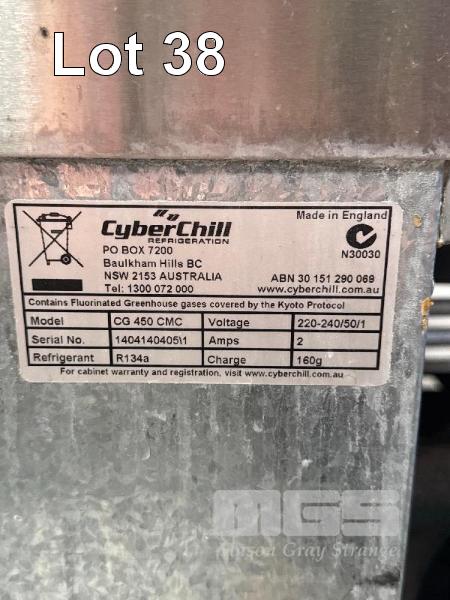 Lot 38
CyberChill
REFRIGERATION
PO BOX 7200
Baulkham Hills BC
NSW 2153 AUSTRALIA
Tel: 1300 072 000
Made in England
N30030
ABN 30 151 290 069
www.cyberchill.com.au
Contains Fluorinated Greenhouse gases covered by the Kyoto Protocol
Model CG 450 CMC Voltage 220-240/50/1
Serial No. 1404140405\1 Amps 2
Refrigerant R134a Charge 160g
For cabinet warranty and registration, visit www.cyberchill.com.au
MGS
Mason Gray Strange